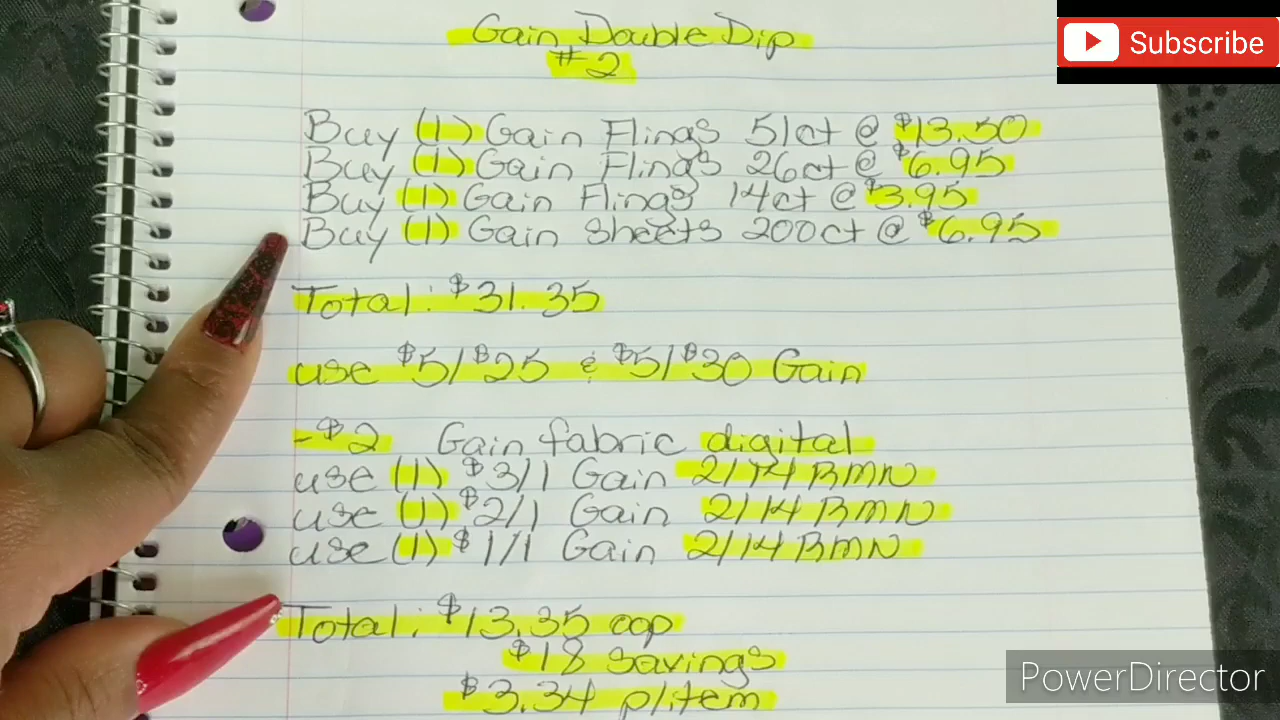 Gain Double Dip
#2
Subscribe
Buy (1) Gain Flings 51ct @ $13.50
Buy (1) Gain Flings 26ct @ $6.95
Buy (1) Gain Flings 14ct @ $3.95
Buy (1) Gain Sheets 200ct @ $6.95
Total: $31.35
use $5/$25 & $5/$30 Gain
-$2 Gain fabric digital
use (1) $3/1 Gain 2/14 RMN
use (1) $2/1 Gain 2/14 RMN
use (1) $1/1 Gain 2/14 RMN
Total: $13.35 oop
$18 savings
$3.34 p/item
PowerDirector